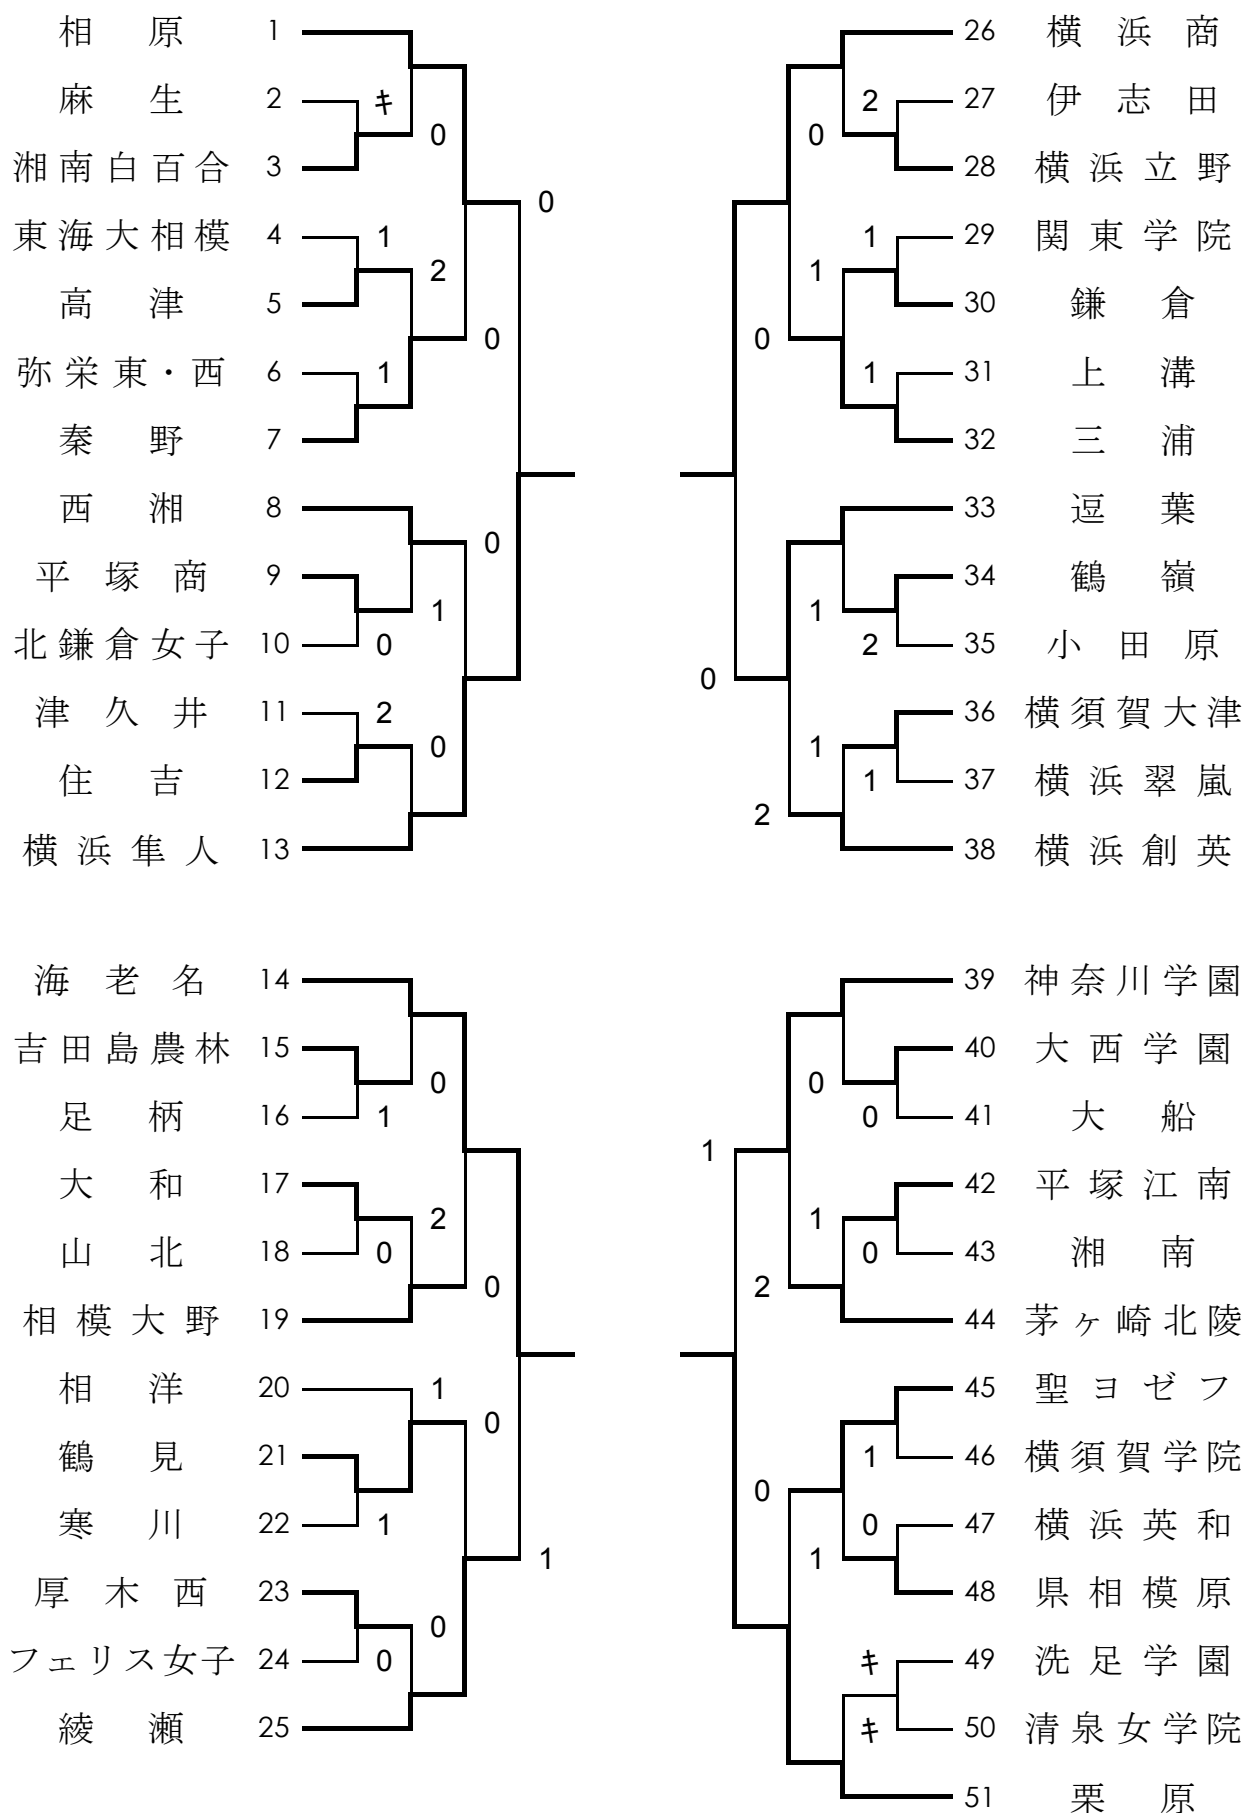 相原 1
麻生 2
キ
0
湘南白百合 3
0
東海大相模 4
1
2
高津 5
0
弥栄東・西 6
1
秦野 7
西湘 8
0
平塚商 9
1
北鎌倉女子 10
0
津久井 11
2
0
住吉 12
横浜隼人 13
26 横浜商
2
27 伊志田
0
28 横浜立野
1
29 関東学院
1
30 鎌倉
0
1
31 上溝
32 三浦
33 逗葉
34 鶴嶺
1
2
35 小田原
0
36 横須賀大津
1
1
37 横浜翠嵐
2
38 横浜創英
海老名 14
吉田島農林 15
0
足柄 16
1
大和 17
2
山北 18
0
0
相模大野 19
相洋 20
1
0
鶴見 21
寒川 22
1
1
厚木西 23
0
フェリス女子 24
0
綾瀬 25
39 神奈川学園
40 大西学園
0
0
41 大船
1
42 平塚江南
1
0
43 湘南
2
44 茅ヶ崎北陵
45 聖ヨゼフ
1
46 横須賀学院
0
0
47 横浜英和
1
48 県相模原
キ
49 洗足学園
キ
50 清泉女学院
51 栗原